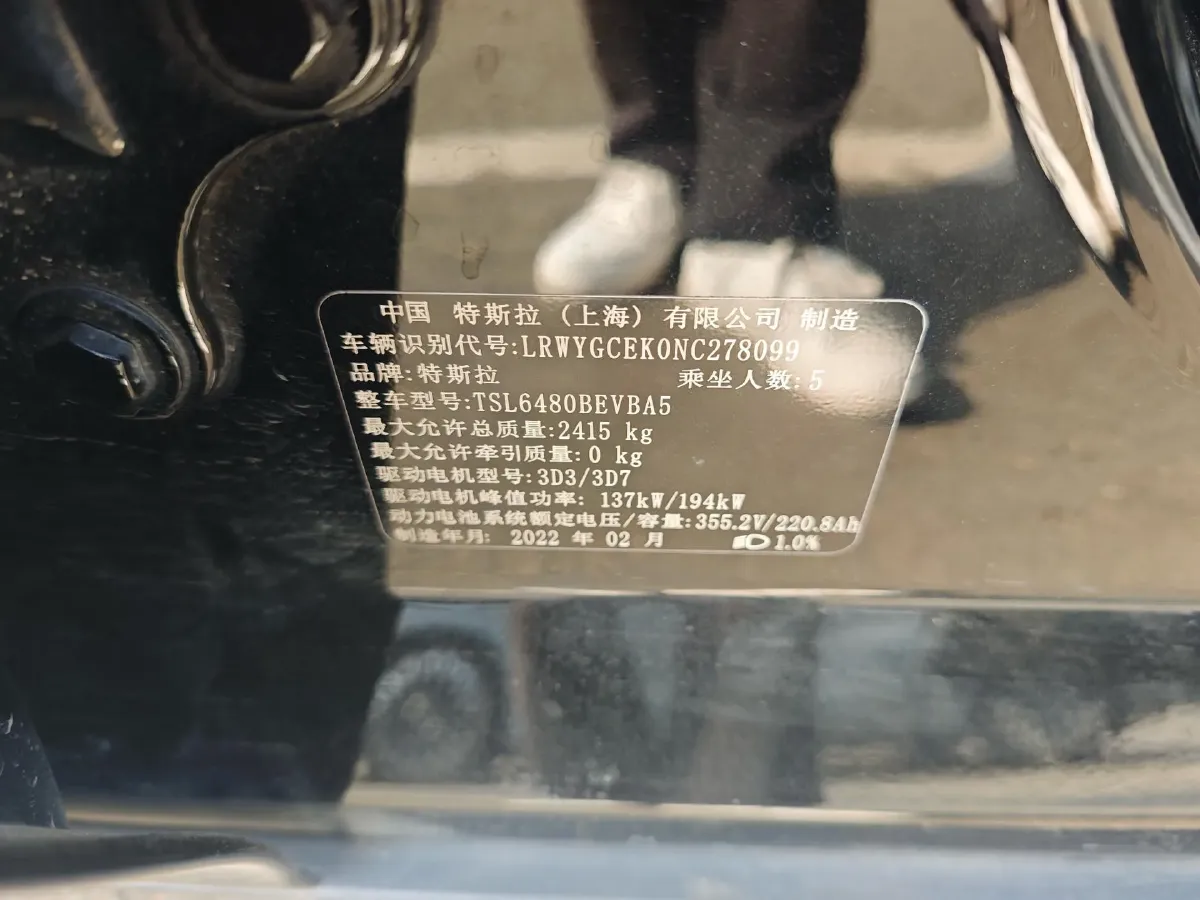 中国 特斯拉（上海）有限公司 制造
车辆识别代号:LRWYGCEK0NC278099
品牌:特斯拉 乘坐人数:5
整车型号:TSL6480BEVBA5
最大允许总质量:2415 kg
最大允许牵引质量:0 kg
驱动电机型号:3D3/3D7
驱动电机峰值功率: 137kW/194kW
动力电池系统额定电压/容量:355.2V/220.8Ah
制造年月: 2022 年 02 月 1.0%